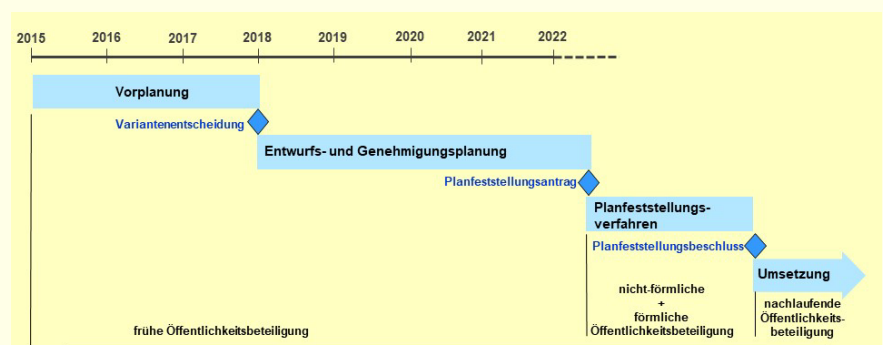 2015 2016 2017 2018 2019 2020 2021 2022
Vorplanung
Variantenentscheidung
Entwurfs- und Genehmigungsplanung
Planfeststellungsantrag
Planfeststellungs-
verfahren
Planfeststellungsbeschluss
Umsetzung
frühe Öffentlichkeitsbeteiligung
nicht-förmliche
+
förmliche
Öffentlichkeitsbeteiligung
nachlaufende
Öffentlichkeits-
beteiligung